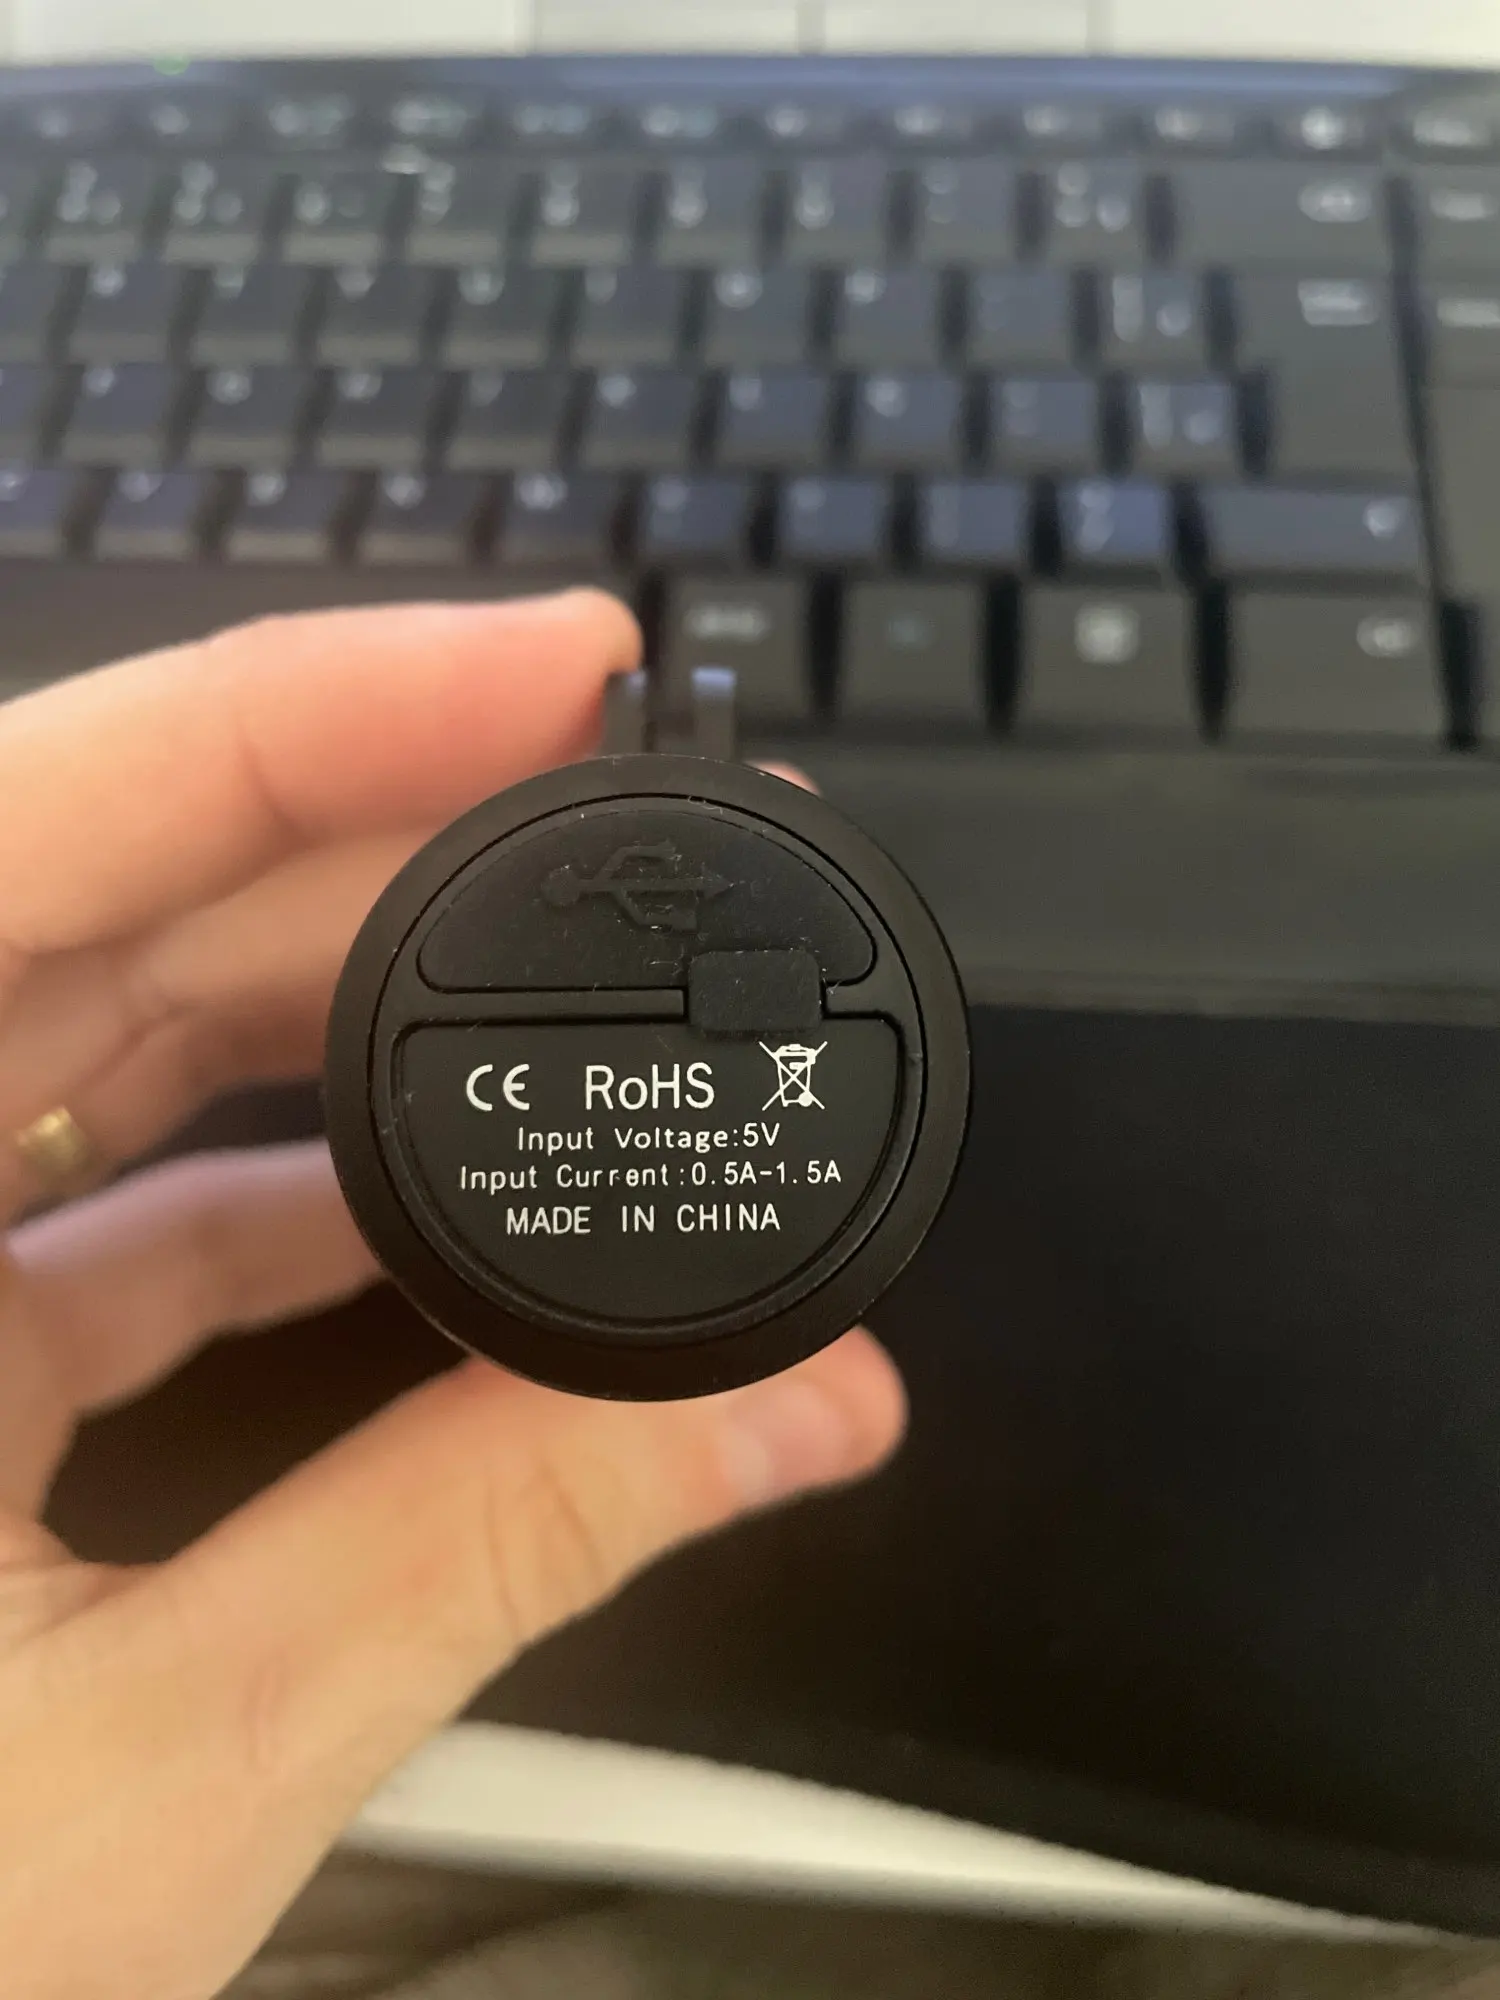 CE RoHS
Input Voltage:5V
Input Current:0.5A-1.5A
MADE IN CHINA